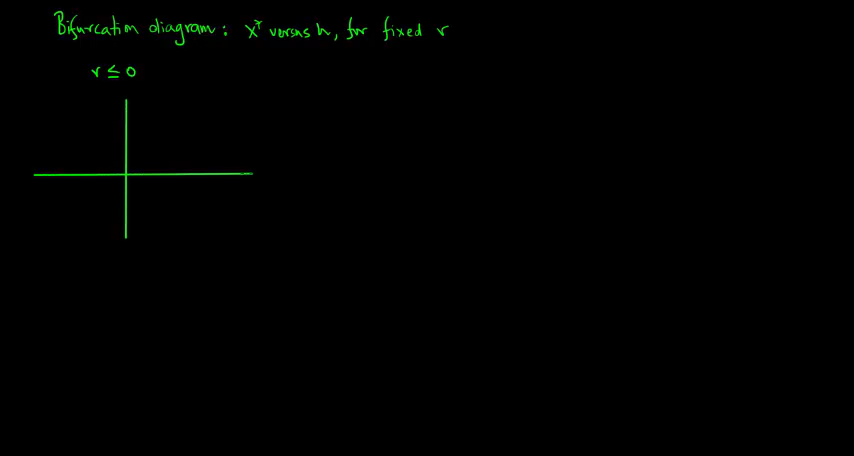 Bifurcation diagram: x* versus h, for fixed r
r ≤ 0